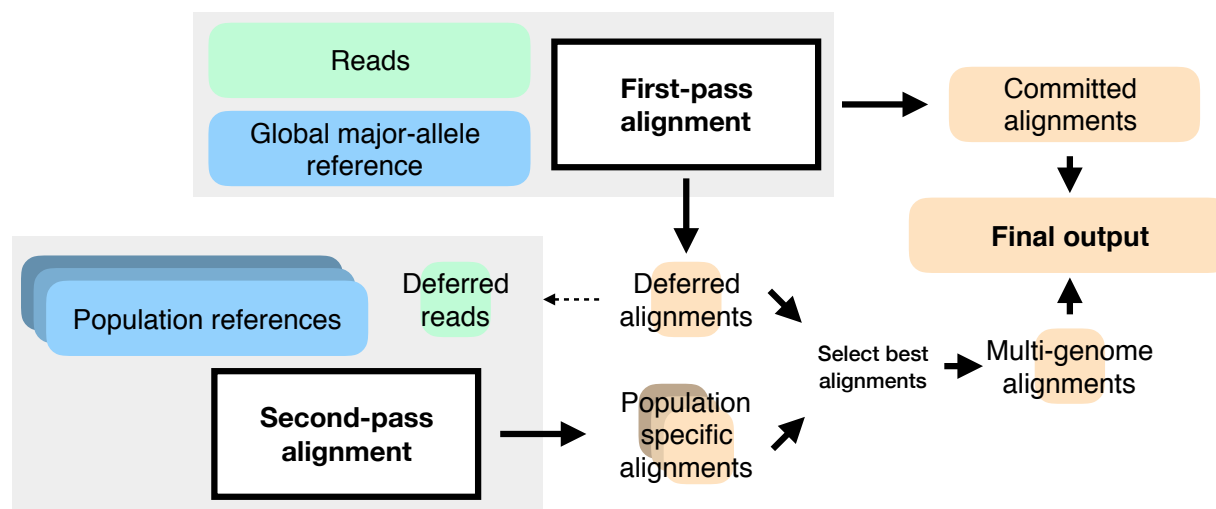 Reads
Global major-allele
reference
First-pass
alignment
Committed
alignments
Final output
Population references
Deferred
reads
Deferred
alignments
Select best
alignments
Multi-genome
alignments
Second-pass
alignment
Population
specific
alignments